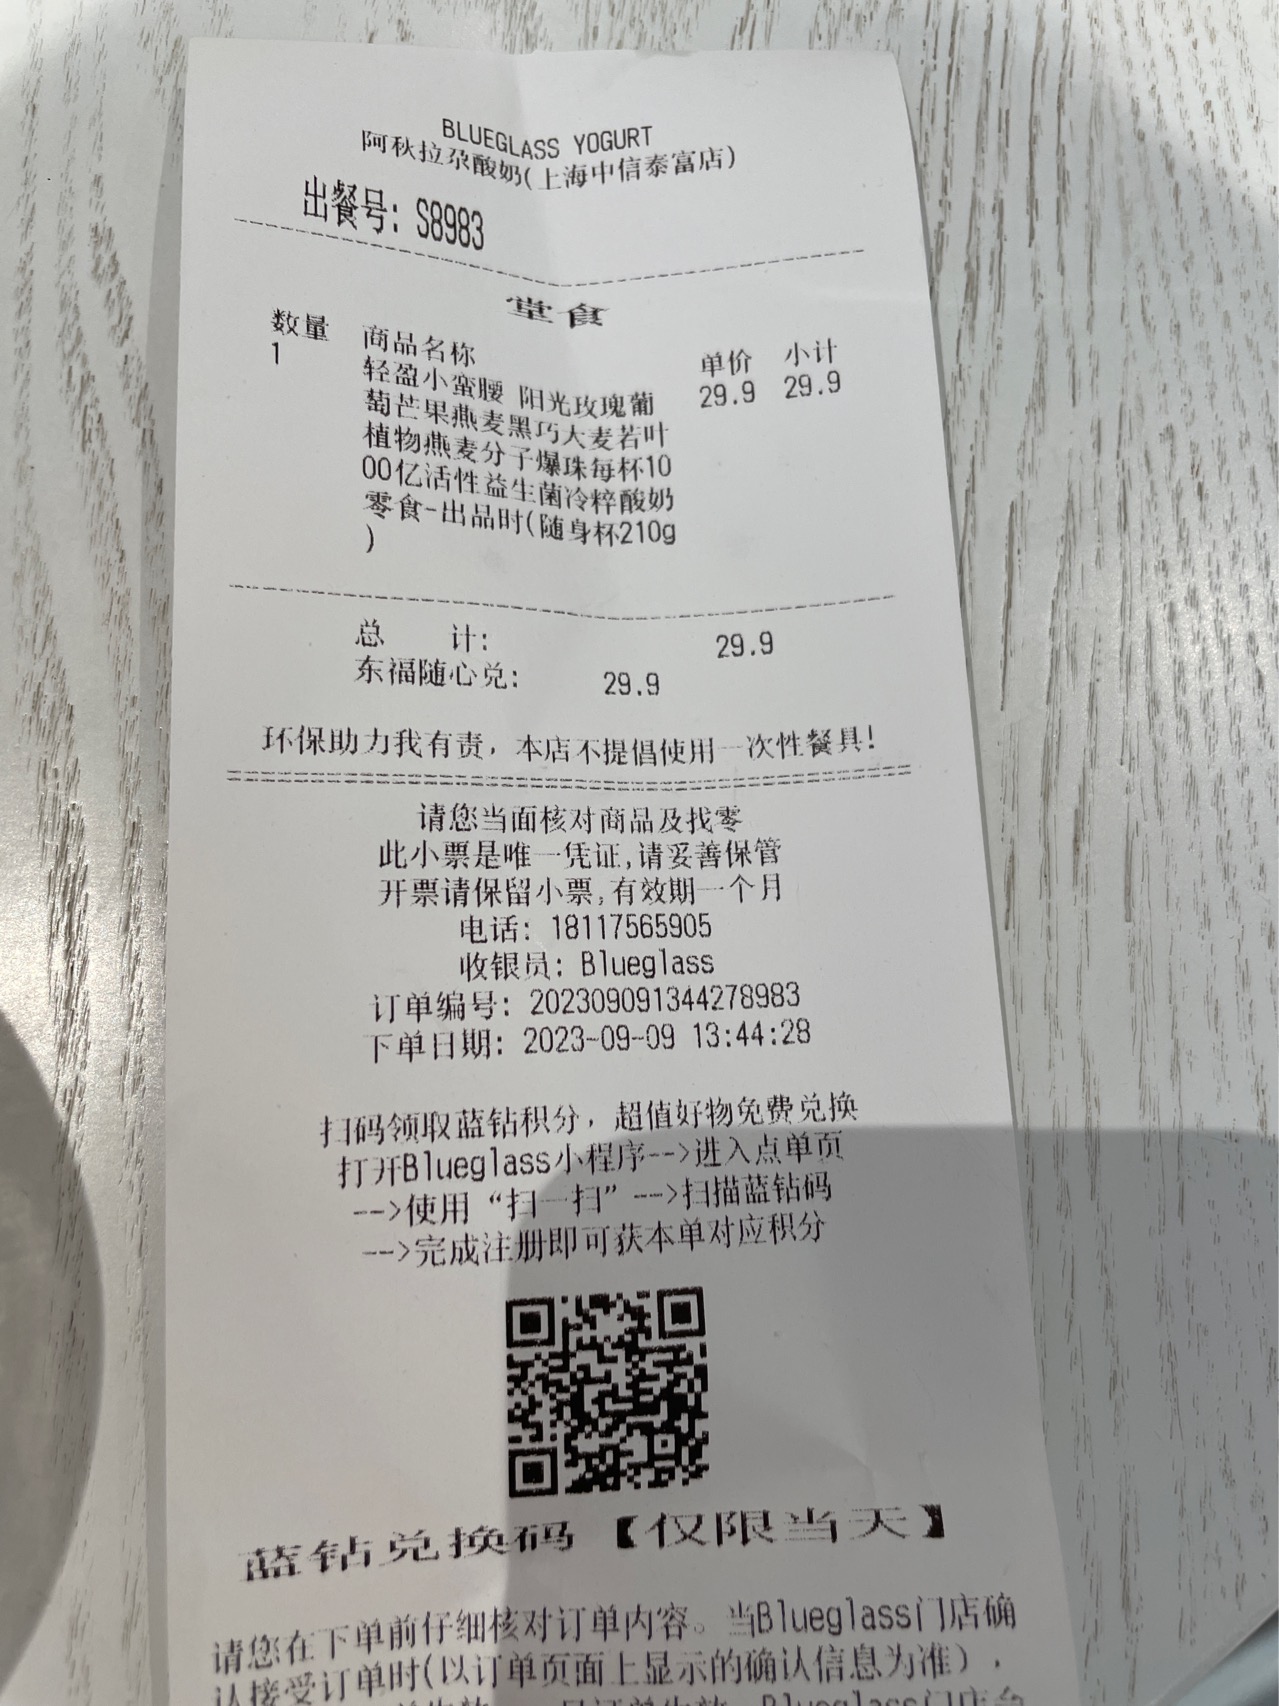 BLUEGLASS YOGURT
阿秋拉尕酸奶(上海中信泰富店)
出餐号: S8983
堂食
数量 商品名称 单价 小计
1 轻盈小蛮腰 阳光玫瑰葡 29.9 29.9
萄芒果燕麦黑巧大麦若叶
植物燕麦分子爆珠每杯10
00亿活性益生菌冷粹酸奶
零食-出品时(随身杯210g
)
总 计: 29.9
东福随心兑: 29.9
环保助力我有责，本店不提倡使用一次性餐具!
请您当面核对商品及找零
此小票是唯一凭证,请妥善保管
开票请保留小票,有效期一个月
电话: 18117565905
收银员: Blueglass
订单编号: 202309091344278983
下单日期: 2023-09-09 13:44:28
扫码领取蓝钻积分，超值好物免费兑换
打开Blueglass小程序-->进入点单页
-->使用“扫一扫”-->扫描蓝钻码
-->完成注册即可获本单对应积分
蓝钻兑换码【仅限当天】
请您在下单前仔细核对订单内容。当Blueglass门店确
认接受订单时(以订单页面上显示的确认信息为准)，